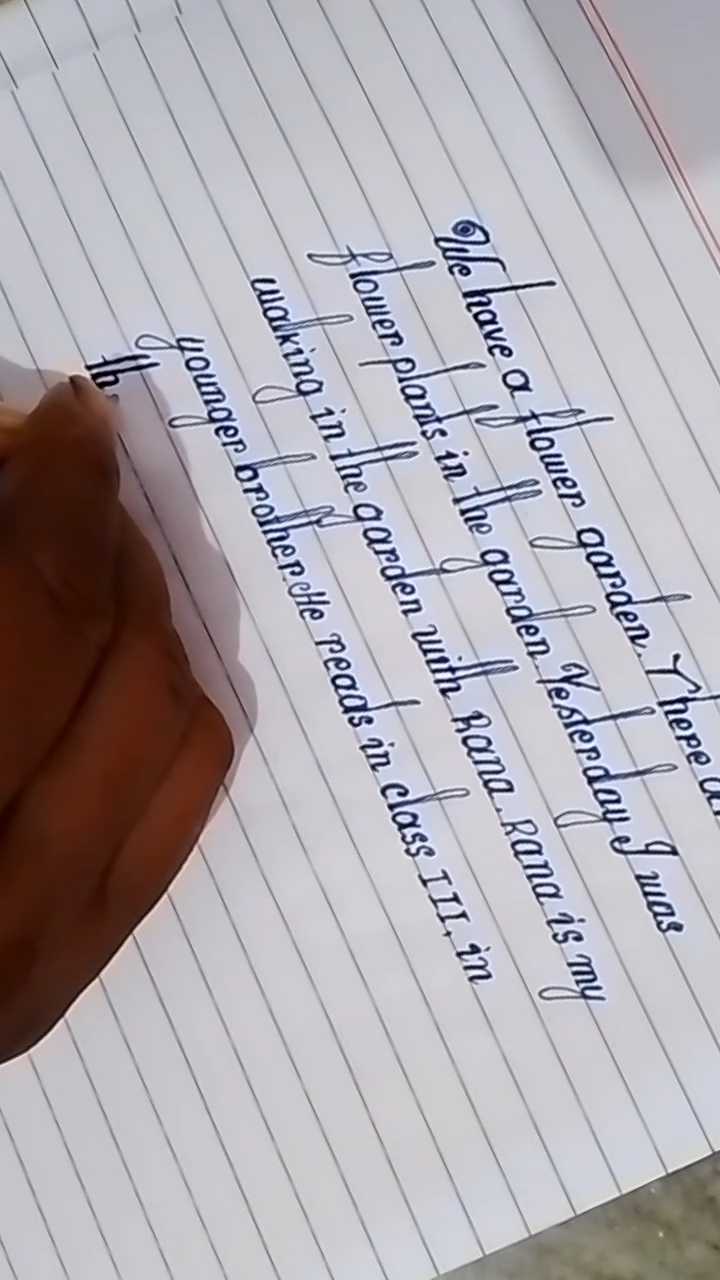 We have a flower garden. There
flower plants in the garden. Yesterday I was
walking in the garden with Rana. Rana is my
younger brother. He reads in class III, in
th